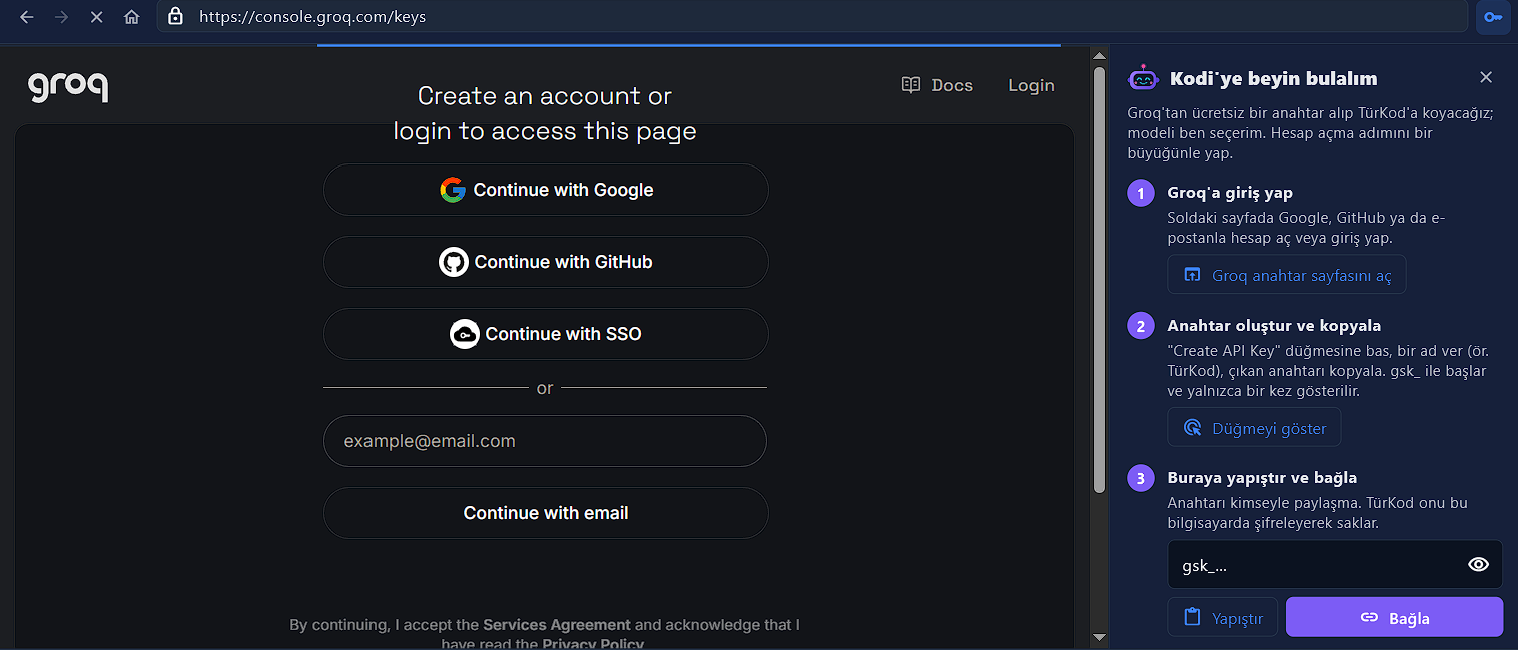 https://console.groq.com/keys
groq
Docs
Login
Create an account or
login to access this page
Continue with Google
Continue with GitHub
Continue with SSO
or
example@email.com
Continue with email
By continuing, I accept the Services Agreement and acknowledge that I
have read the Privacy Policy
Kodi'ye beyin bulalım
Groq'tan ücretsiz bir anahtar alıp TürKod'a koyacağız;
modeli ben seçerim. Hesap açma adımını bir
büyüğünle yap.
1
Groq'a giriş yap
Soldaki sayfada Google, GitHub ya da e-
postanla hesap aç veya giriş yap.
Groq anahtar sayfasını aç
2
Anahtar oluştur ve kopyala
"Create API Key" düğmesine bas, bir ad ver (ör.
TürKod), çıkan anahtarı kopyala. gsk_ ile başlar
ve yalnızca bir kez gösterilir.
Düğmeyi göster
3
Buraya yapıştır ve bağla
Anahtarı kimseyle paylaşma. TürKod onu bu
bilgisayarda şifreleyerek saklar.
gsk_...
Yapıştır
Bağla